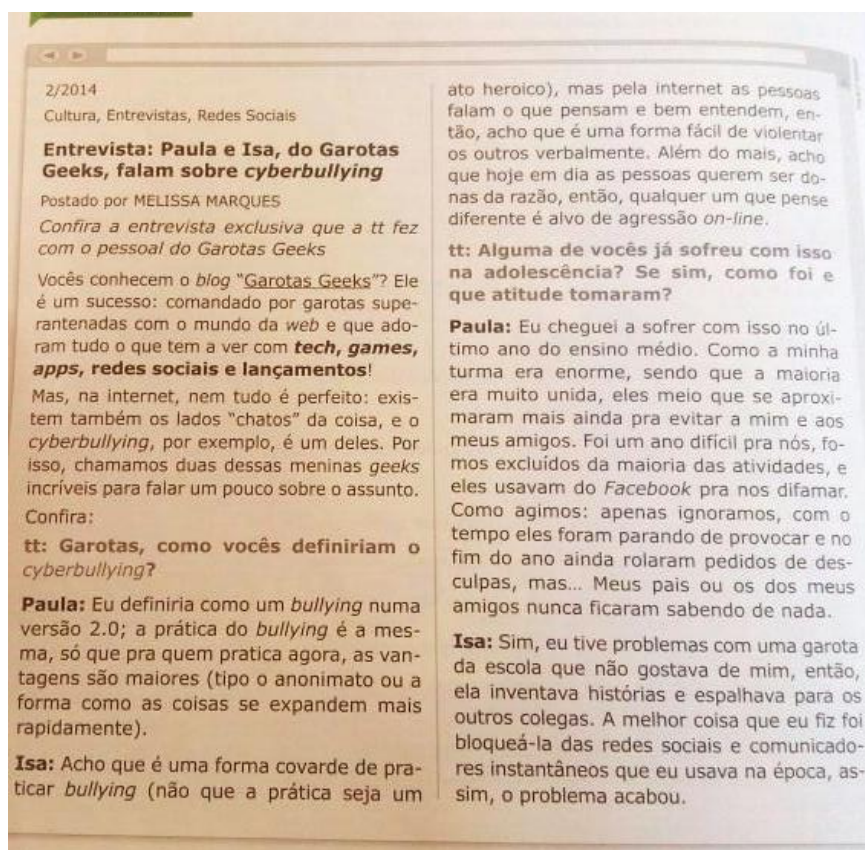 2/2014
Cultura, Entrevistas, Redes Sociais
Entrevista: Paula e Isa, do Garotas
Geeks, falam sobre cyberbullying
Postado por MELISSA MARQUES
Confira a entrevista exclusiva que a tt fez
com o pessoal do Garotas Geeks
Vocês conhecem o blog "Garotas Geeks"? Ele
é um sucesso: comandado por garotas supe-
rantenadas com o mundo da web e que ado-
ram tudo o que tem a ver com tech, games,
apps, redes sociais e lançamentos!
Mas, na internet, nem tudo é perfeito: exis-
tem também os lados "chatos" da coisa, e o
cyberbullying, por exemplo, é um deles. Por
isso, chamamos duas dessas meninas geeks
incríveis para falar um pouco sobre o assunto.
Confira:
tt: Garotas, como vocês definiriam o
cyberbullying?
Paula: Eu definiria como um bullying numa
versão 2.0; a prática do bullying é a mes-
ma, só que pra quem pratica agora, as van-
tagens são maiores (tipo o anonimato ou a
forma como as coisas se expandem mais
rapidamente).
Isa: Acho que é uma forma covarde de pra-
ticar bullying (não que a prática seja um
ato heroico), mas pela internet as pessoas
falam o que pensam e bem entendem, en-
tão, acho que é uma forma fácil de violentar
os outros verbalmente. Além do mais, acho
que hoje em dia as pessoas querem ser do-
nas da razão, então, qualquer um que pense
diferente é alvo de agressão on-line.
tt: Alguma de vocês já sofreu com isso
na adolescência? Se sim, como foi e
que atitude tomaram?
Paula: Eu cheguei a sofrer com isso no úl-
timo ano do ensino médio. Como a minha
turma era enorme, sendo que a maioria
era muito unida, eles meio que se aproxi-
maram mais ainda pra evitar a mim e aos
meus amigos. Foi um ano difícil pra nós, fo-
mos excluídos da maioria das atividades, e
eles usavam do Facebook pra nos difamar.
Como agimos: apenas ignoramos, com o
tempo eles foram parando de provocar e no
fim do ano ainda rolaram pedidos de des-
culpas, mas... Meus pais ou os dos meus
amigos nunca ficaram sabendo de nada.
Isa: Sim, eu tive problemas com uma garota
da escola que não gostava de mim, então,
ela inventava histórias e espalhava para os
outros colegas. A melhor coisa que eu fiz foi
bloqueá-la das redes sociais e comunicado-
res instantâneos que eu usava na época, as-
sim, o problema acabou.